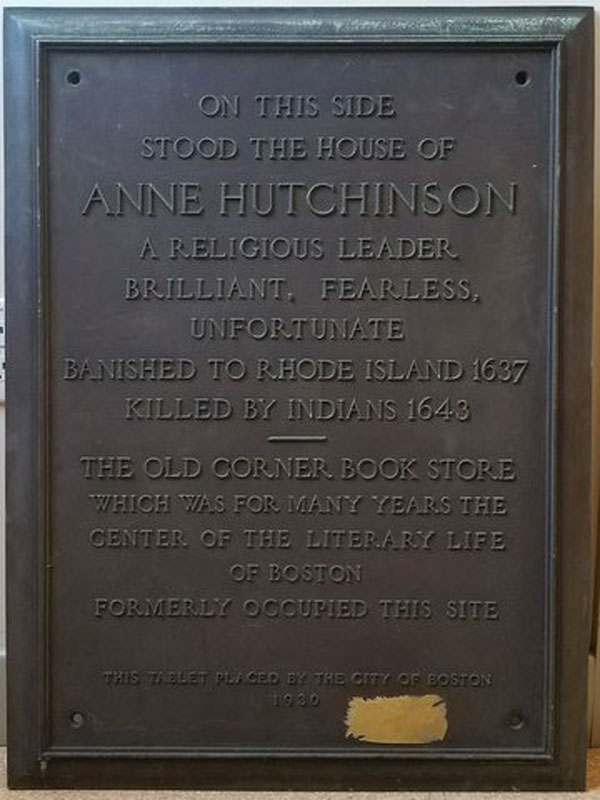 ON THIS SIDE
STOOD THE HOUSE OF
ANNE HUTCHINSON
A RELIGIOUS LEADER
BRILLIANT, FEARLESS,
UNFORTUNATE
BANISHED TO RHODE ISLAND 1637
KILLED BY INDIANS 1643
THE OLD CORNER BOOK STORE
WHICH WAS FOR MANY YEARS THE
CENTER OF THE LITERARY LIFE
OF BOSTON
FORMERLY OCCUPIED THIS SITE
THIS TABLET PLACED BY THE CITY OF BOSTON
1930